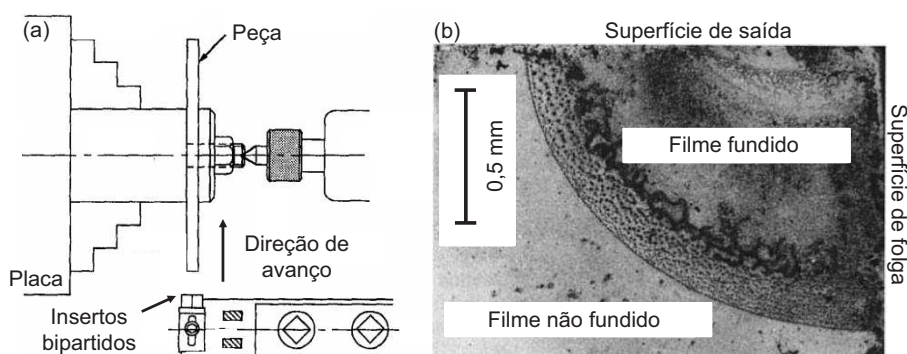 (a)
Peça
Placa
Direção de
avanço
Insertos
bipartidos
(b)
Superfície de saída
Filme fundido
0,5 mm
Superfície de folga
Filme não fundido